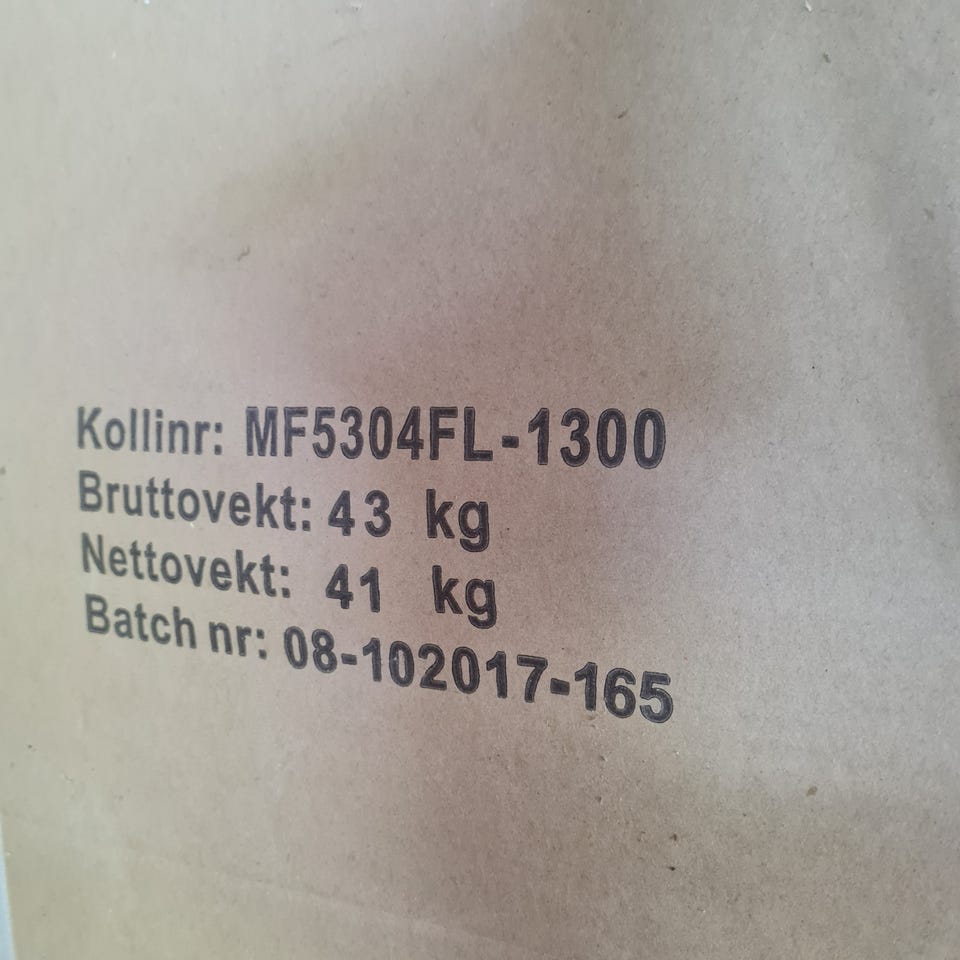 Kollinr: MF5304FL-1300
Bruttovekt: 43 kg
Nettovekt: 41 kg
Batch nr: 08-102017-165